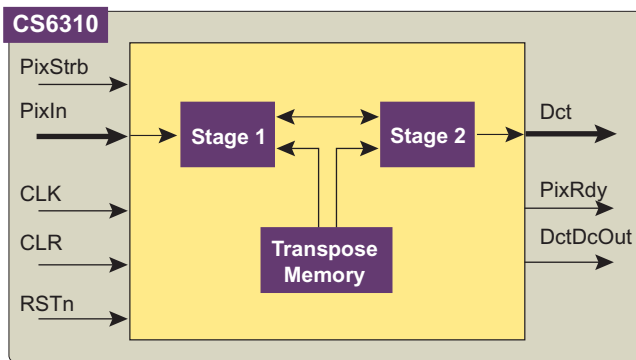 CS6310
PixStrb
PixIn
CLK
CLR
RSTn
Stage 1
Stage 2
Transpose
Memory
Dct
PixRdy
DctDcOut